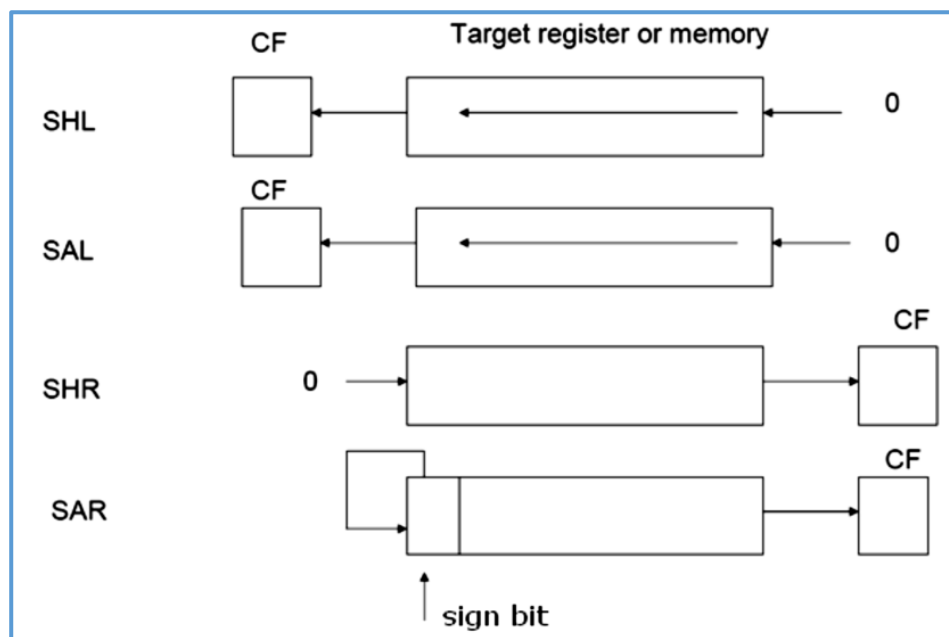 CF Target register or memory
SHL 0
CF
SAL 0
CF
SHR 0
CF
SAR
sign bit